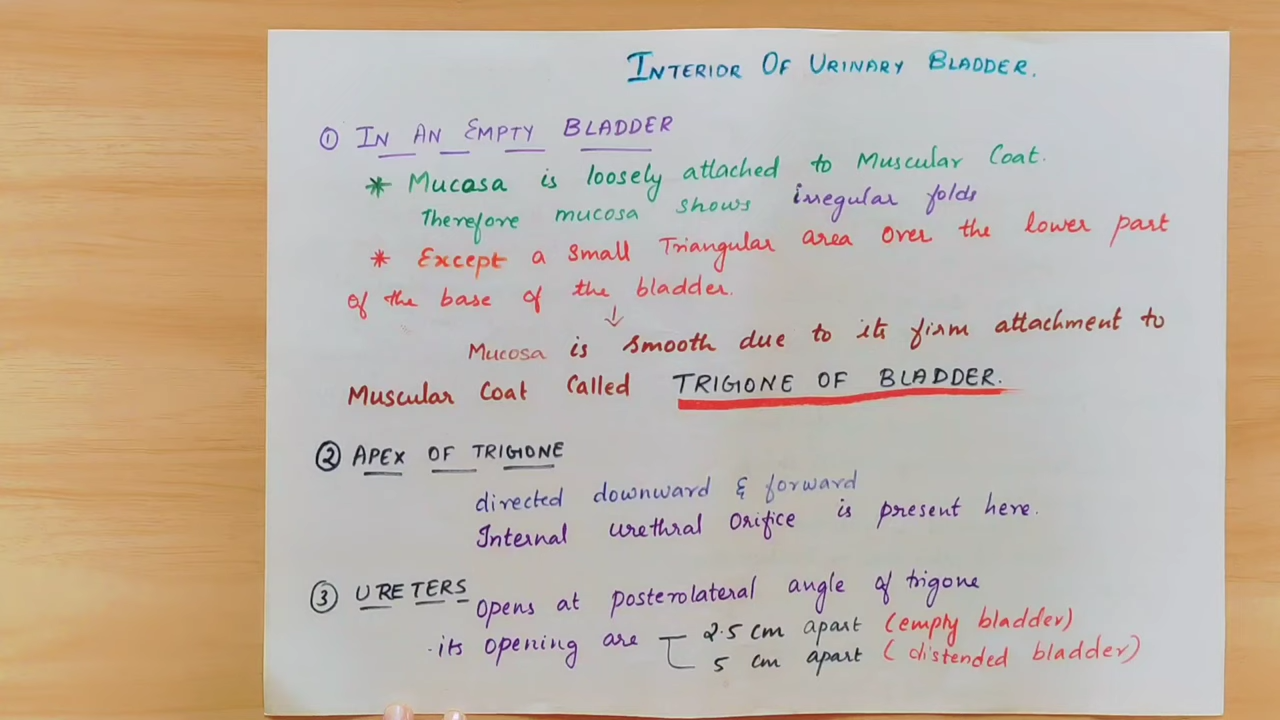 INTERIOR OF URINARY BLADDER.
① IN AN EMPTY BLADDER
* Mucosa is loosely attached to Muscular Coat.
Therefore mucosa shows irregular folds
* Except a small Triangular area over the lower part
of the base of the bladder.
↓
Mucosa is smooth due to its firm attachment to
Muscular Coat called TRIGIONE OF BLADDER.
② APEX OF TRIGIONE
directed downward & forward
Internal urethral orifice is present here.
③ URETERS
Opens at posterolateral angle of trigone
its opening are 2.5 cm apart (empty bladder)
5 cm apart (distended bladder)